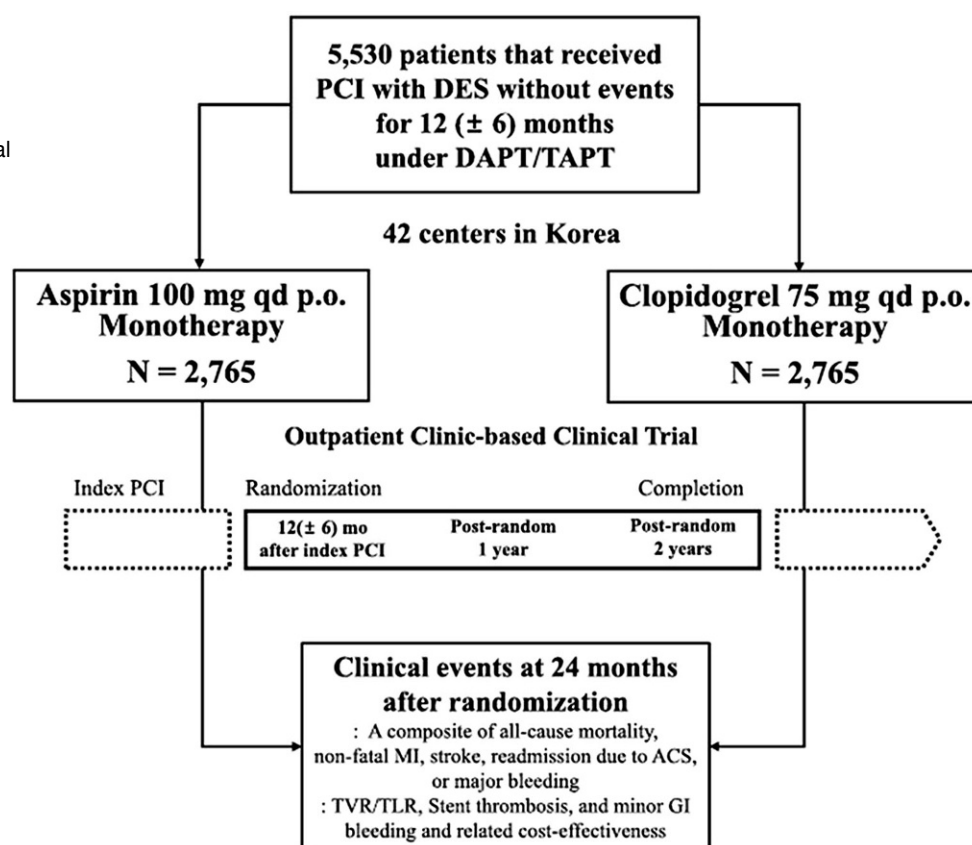 5,530 patients that received
PCI with DES without events
for 12 (± 6) months
under DAPT/TAPT
al
42 centers in Korea
Aspirin 100 mg qd p.o.
Monotherapy
N = 2,765
Clopidogrel 75 mg qd p.o.
Monotherapy
N = 2,765
Outpatient Clinic-based Clinical Trial
Index PCI
Randomization
Completion
12(± 6) mo
after index PCI
Post-random
1 year
Post-random
2 years
Clinical events at 24 months
after randomization
: A composite of all-cause mortality,
non-fatal MI, stroke, readmission due to ACS,
or major bleeding
: TVR/TLR, Stent thrombosis, and minor GI
bleeding and related cost-effectiveness